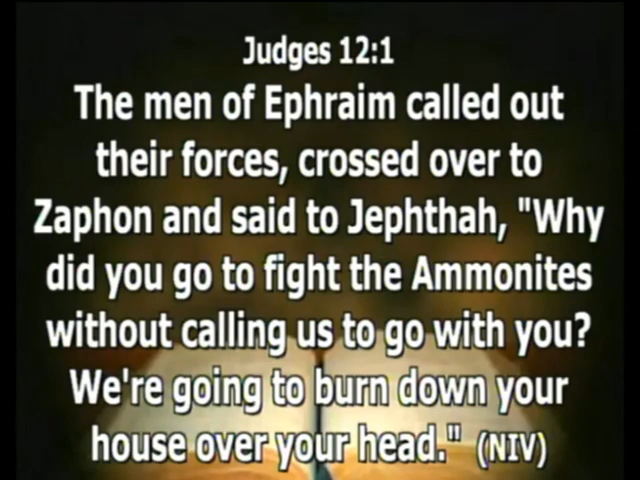 Judges 12:1
The men of Ephraim called out
their forces, crossed over to
Zaphon and said to Jephthah, "Why
did you go to fight the Ammonites
without calling us to go with you?
We're going to burn down your
house over your head." (NIV)